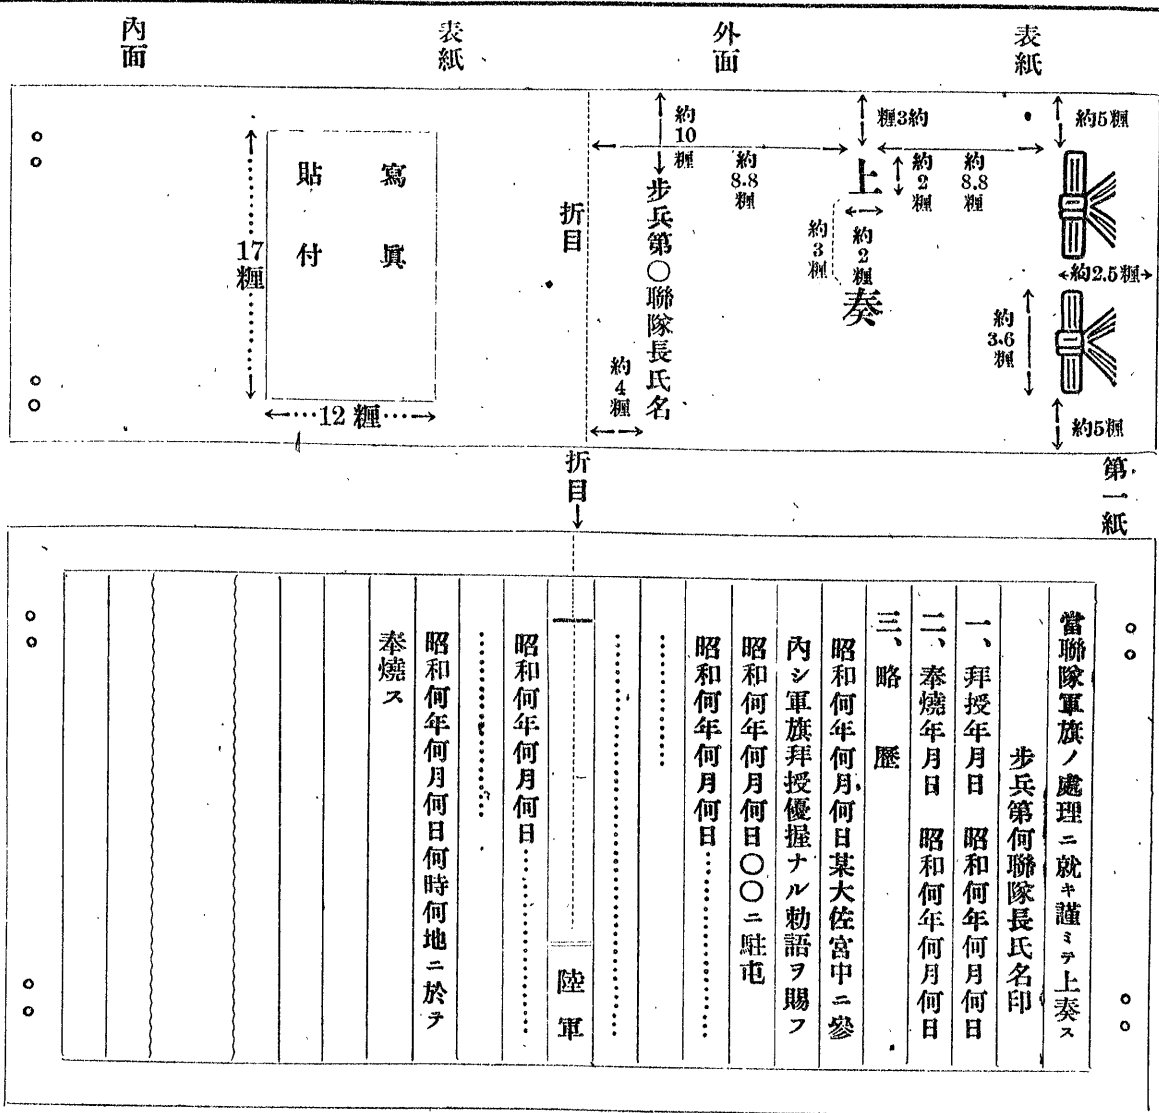 表紙
外面
表紙
內面
約5糎
約2.5糎
約3.6糎
約5糎
約8.8糎
糎3約
約2糎
約2糎
約3糎
上奏
約8.8糎
約10糎
步兵第〇聯隊長氏名
約4糎
折目
寫眞
貼付
17糎
12糎
折目
第一紙
當聯隊軍旗ノ處理ニ就キ謹ミテ上奏ス
步兵第何聯隊長氏名印
一、拜授年月日 昭和何年何月何日
二、奉燒年月日 昭和何年何月何日
三、略歷
昭和何年何月何日某大佐宮中ニ參
內シ軍旗拜授優握ナル勅語ヲ賜フ
昭和何年何月何日〇〇ニ駐屯
昭和何年何月何日……………
………
…………………………
陸軍
昭和何年何月何日……………
…………
昭和何年何月何日何時何地ニ於テ
奉燒ス